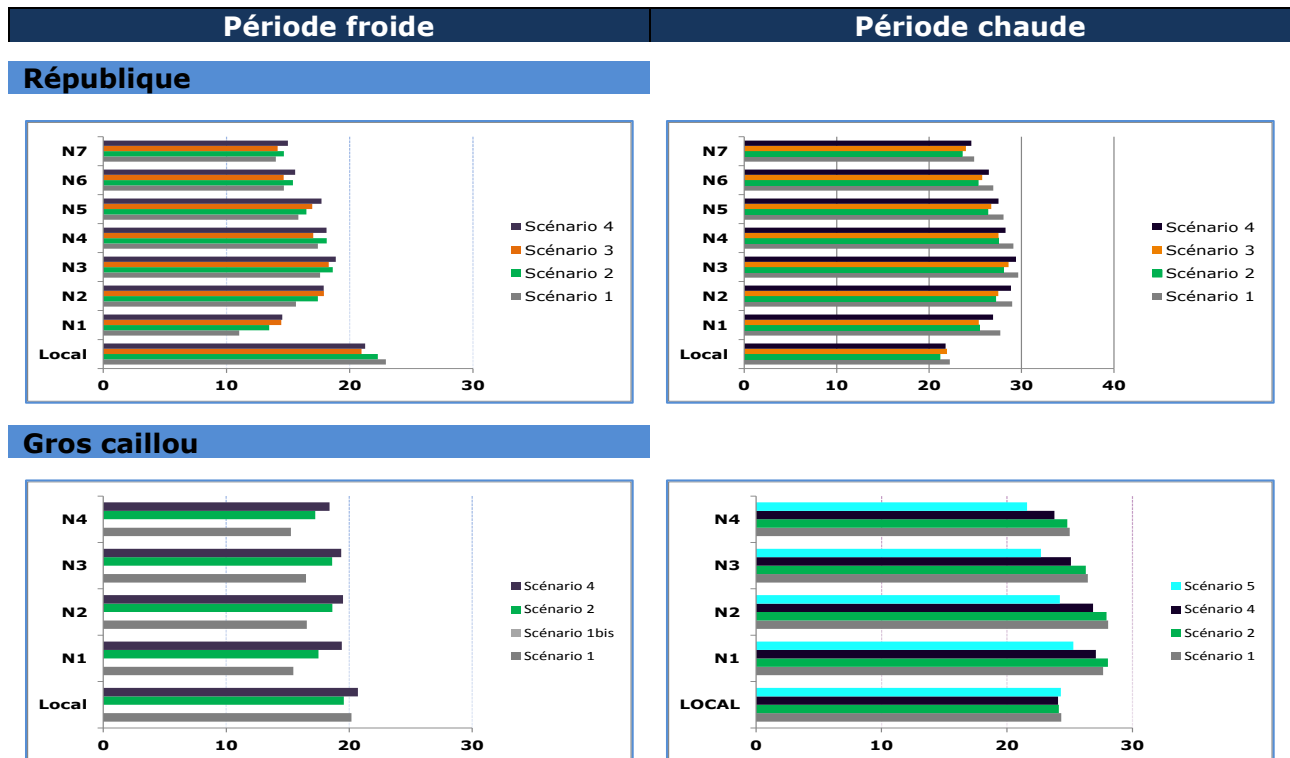 Période froide Période chaude
République
N7
N6
N5
N4
N3
N2
N1
Local
0 10 20 30
Scénario 4
Scénario 3
Scénario 2
Scénario 1
N7
N6
N5
N4
N3
N2
N1
Local
0 10 20 30 40
Scénario 4
Scénario 3
Scénario 2
Scénario 1
Gros caillou
N4
N3
N2
N1
Local
0 10 20 30
Scénario 4
Scénario 2
Scénario 1bis
Scénario 1
N4
N3
N2
N1
LOCAL
0 10 20 30
Scénario 5
Scénario 4
Scénario 2
Scénario 1